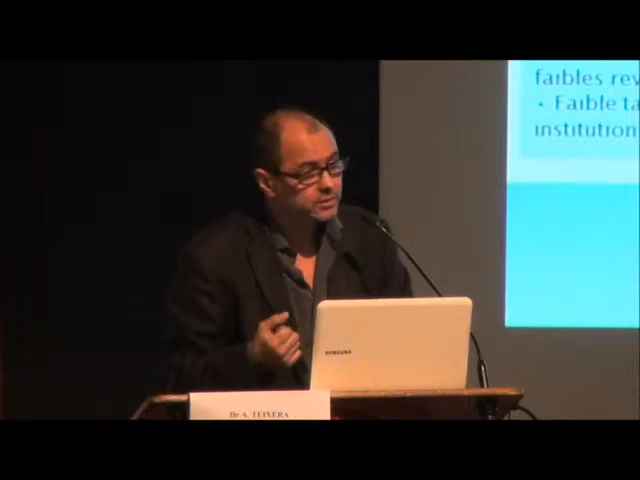 faibles rev
• Faible ta
institution
SAMSUNG
Dr A. TEIXERA